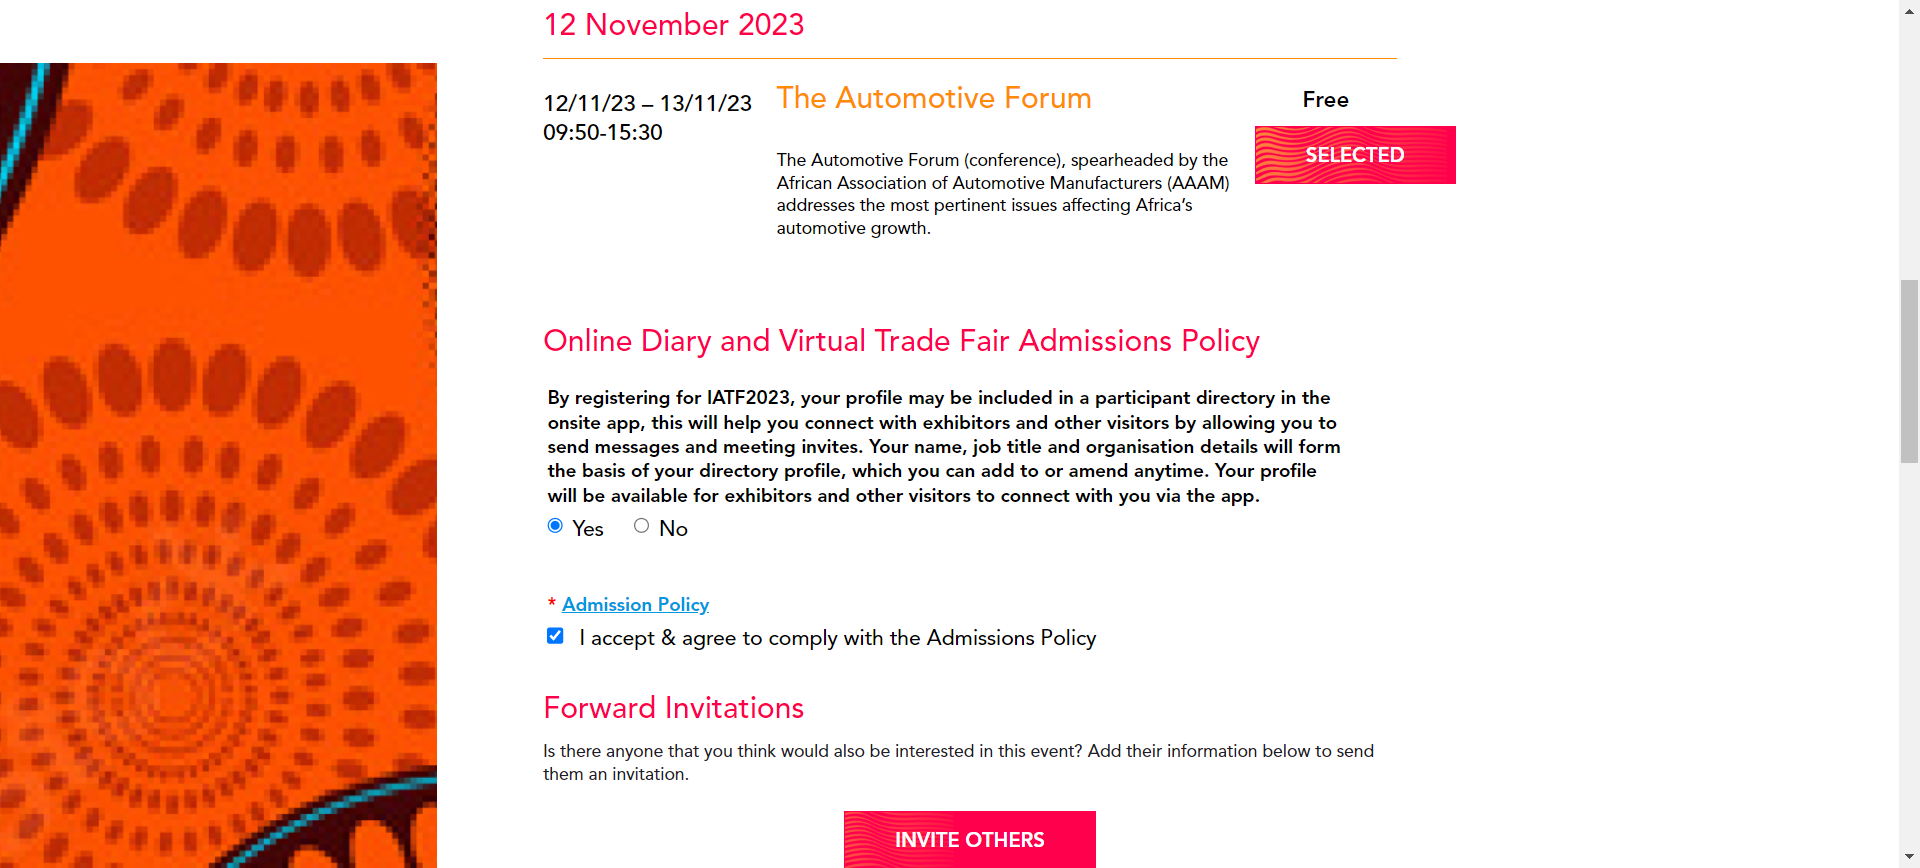 12 November 2023
12/11/23 – 13/11/23
09:50-15:30
The Automotive Forum
The Automotive Forum (conference), spearheaded by the
African Association of Automotive Manufacturers (AAAM)
addresses the most pertinent issues affecting Africa’s
automotive growth.
Free
SELECTED
Online Diary and Virtual Trade Fair Admissions Policy
By registering for IATF2023, your profile may be included in a participant directory in the
onsite app, this will help you connect with exhibitors and other visitors by allowing you to
send messages and meeting invites. Your name, job title and organisation details will form
the basis of your directory profile, which you can add to or amend anytime. Your profile
will be available for exhibitors and other visitors to connect with you via the app.
Yes No
* Admission Policy
I accept & agree to comply with the Admissions Policy
Forward Invitations
Is there anyone that you think would also be interested in this event? Add their information below to send
them an invitation.
INVITE OTHERS